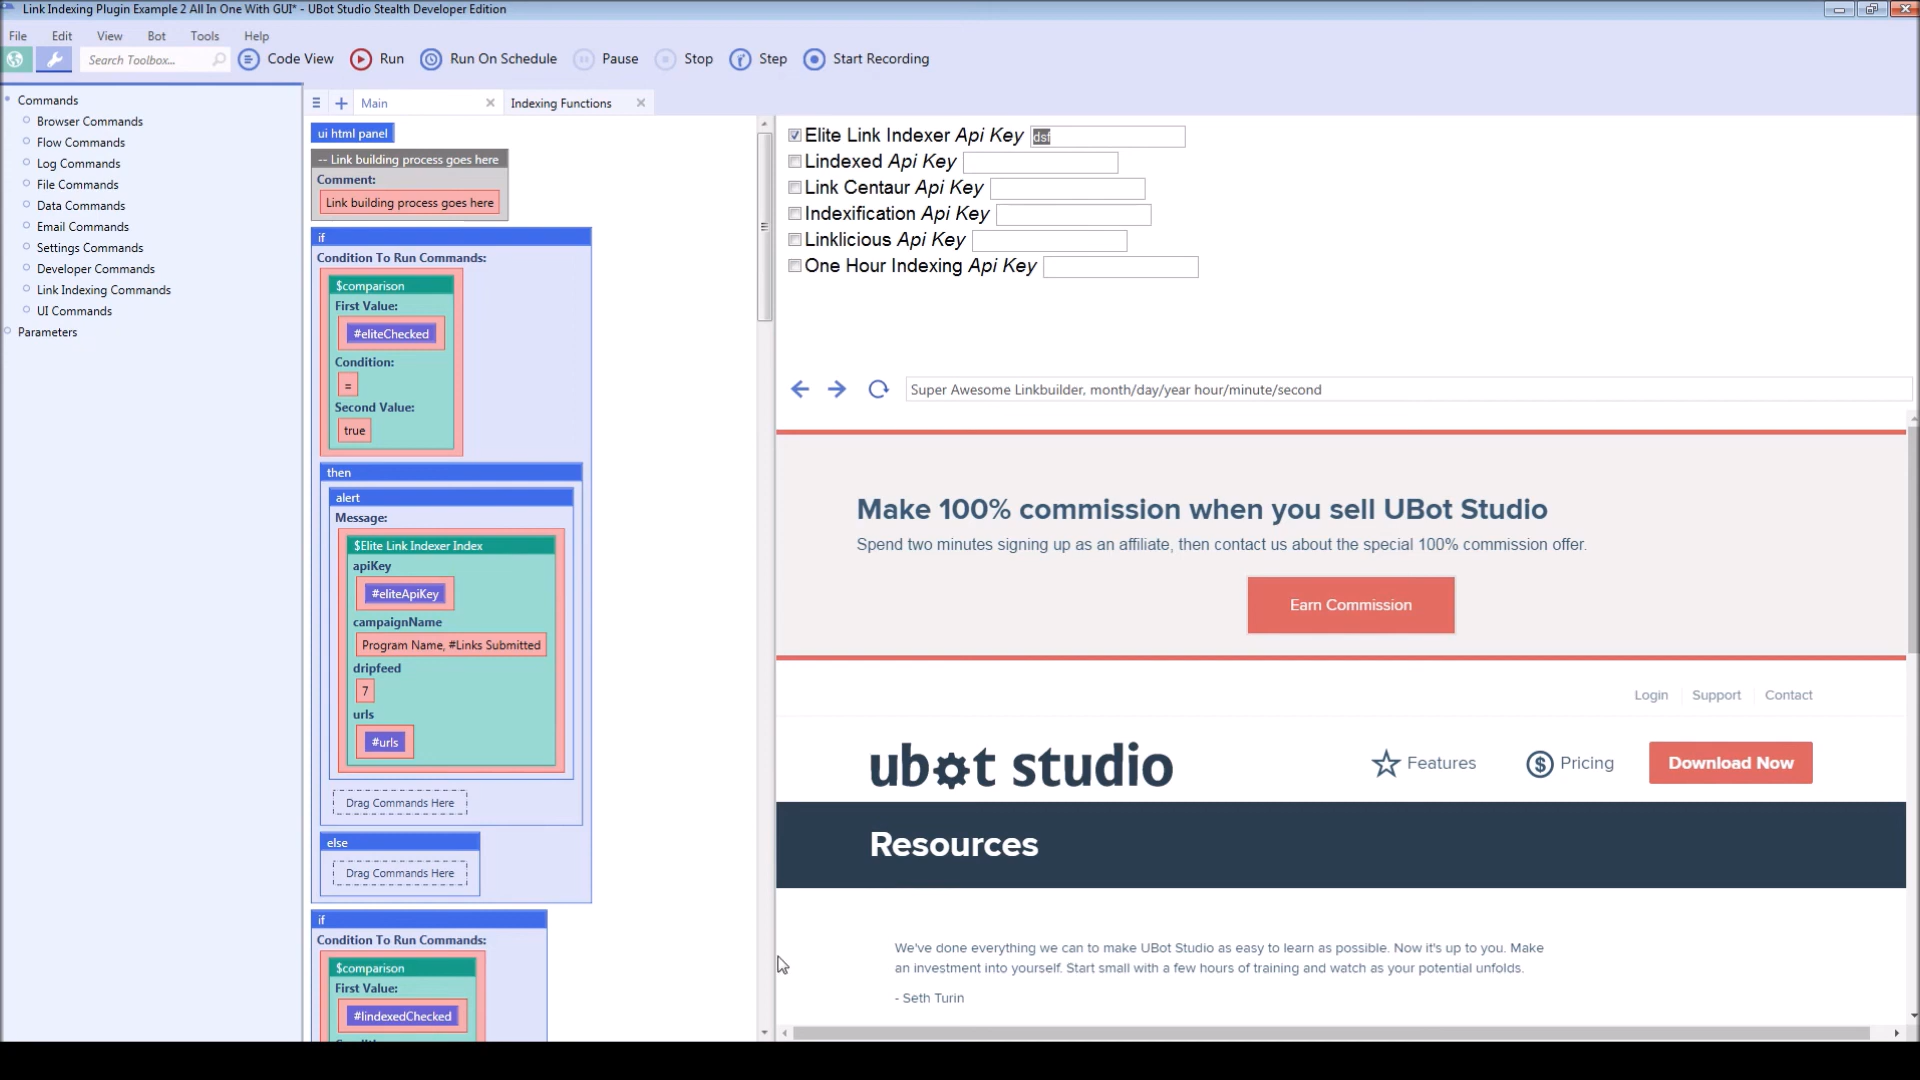 Link Indexing Plugin Example 2 All In One With GUI* - UBot Studio Stealth Developer Edition
File Edit View Bot Tools Help
Search Toolbox... Code View Run Run On Schedule Pause Stop Step Start Recording
Commands
Browser Commands
Flow Commands
Log Commands
File Commands
Data Commands
Email Commands
Settings Commands
Developer Commands
Link Indexing Commands
UI Commands
Parameters
Main Indexing Functions
ui html panel
-- Link building process goes here
Comment:
Link building process goes here
if
Condition To Run Commands:
$comparison
First Value:
#eliteChecked
Condition:
=
Second Value:
true
then
alert
Message:
$Elite Link Indexer Index
apiKey
#eliteApiKey
campaignName
Program Name, #Links Submitted
dripfeed
7
urls
#urls
Drag Commands Here
else
Drag Commands Here
if
Condition To Run Commands:
$comparison
First Value:
#lindexedChecked
Elite Link Indexer Api Key dsf
Lindexed Api Key
Link Centaur Api Key
Indexification Api Key
Linklicious Api Key
One Hour Indexing Api Key
Super Awesome Linkbuilder, month/day/year hour/minute/second
Make 100% commission when you sell UBot Studio
Spend two minutes signing up as an affiliate, then contact us about the special 100% commission offer.
Earn Commission
Login Support Contact
ubot studio
Features Pricing Download Now
Resources
We've done everything we can to make UBot Studio as easy to learn as possible. Now it's up to you. Make
an investment into yourself. Start small with a few hours of training and watch as your potential unfolds.
- Seth Turin